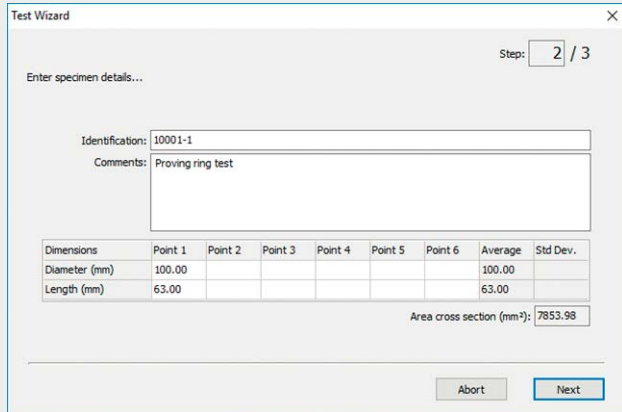 Test Wizard
Step: 2 / 3
Enter specimen details...
Identification: 10001-1
Comments: Proving ring test
Dimensions Point 1 Point 2 Point 3 Point 4 Point 5 Point 6 Average Std Dev.
Diameter (mm) 100.00 100.00
Length (mm) 63.00 63.00
Area cross section (mm²): 7853.98
Abort Next